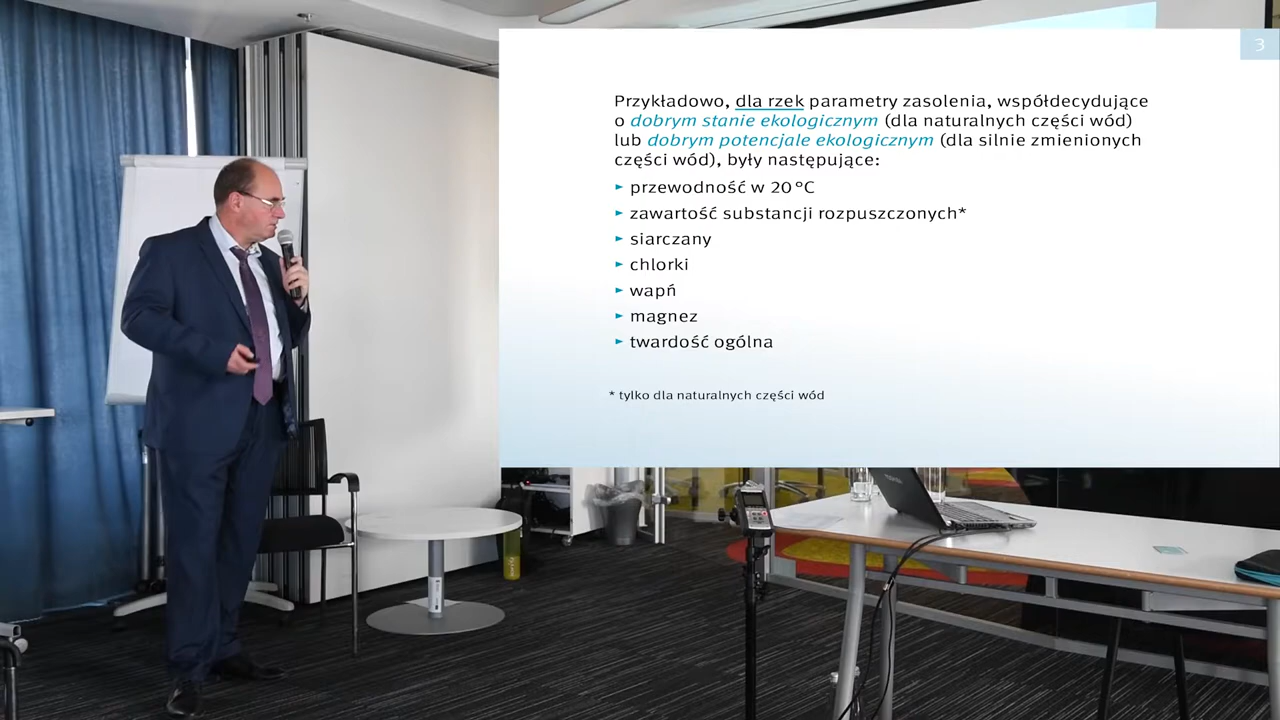 3
Przykładowo, dla rzek parametry zasolenia, współdecydujące
o dobrym stanie ekologicznym (dla naturalnych części wód)
lub dobrym potencjale ekologicznym (dla silnie zmienionych
części wód), były następujące:
► przewodność w 20 °C
► zawartość substancji rozpuszczonych*
► siarczany
► chlorki
► wapń
► magnez
► twardość ogólna
* tylko dla naturalnych części wód